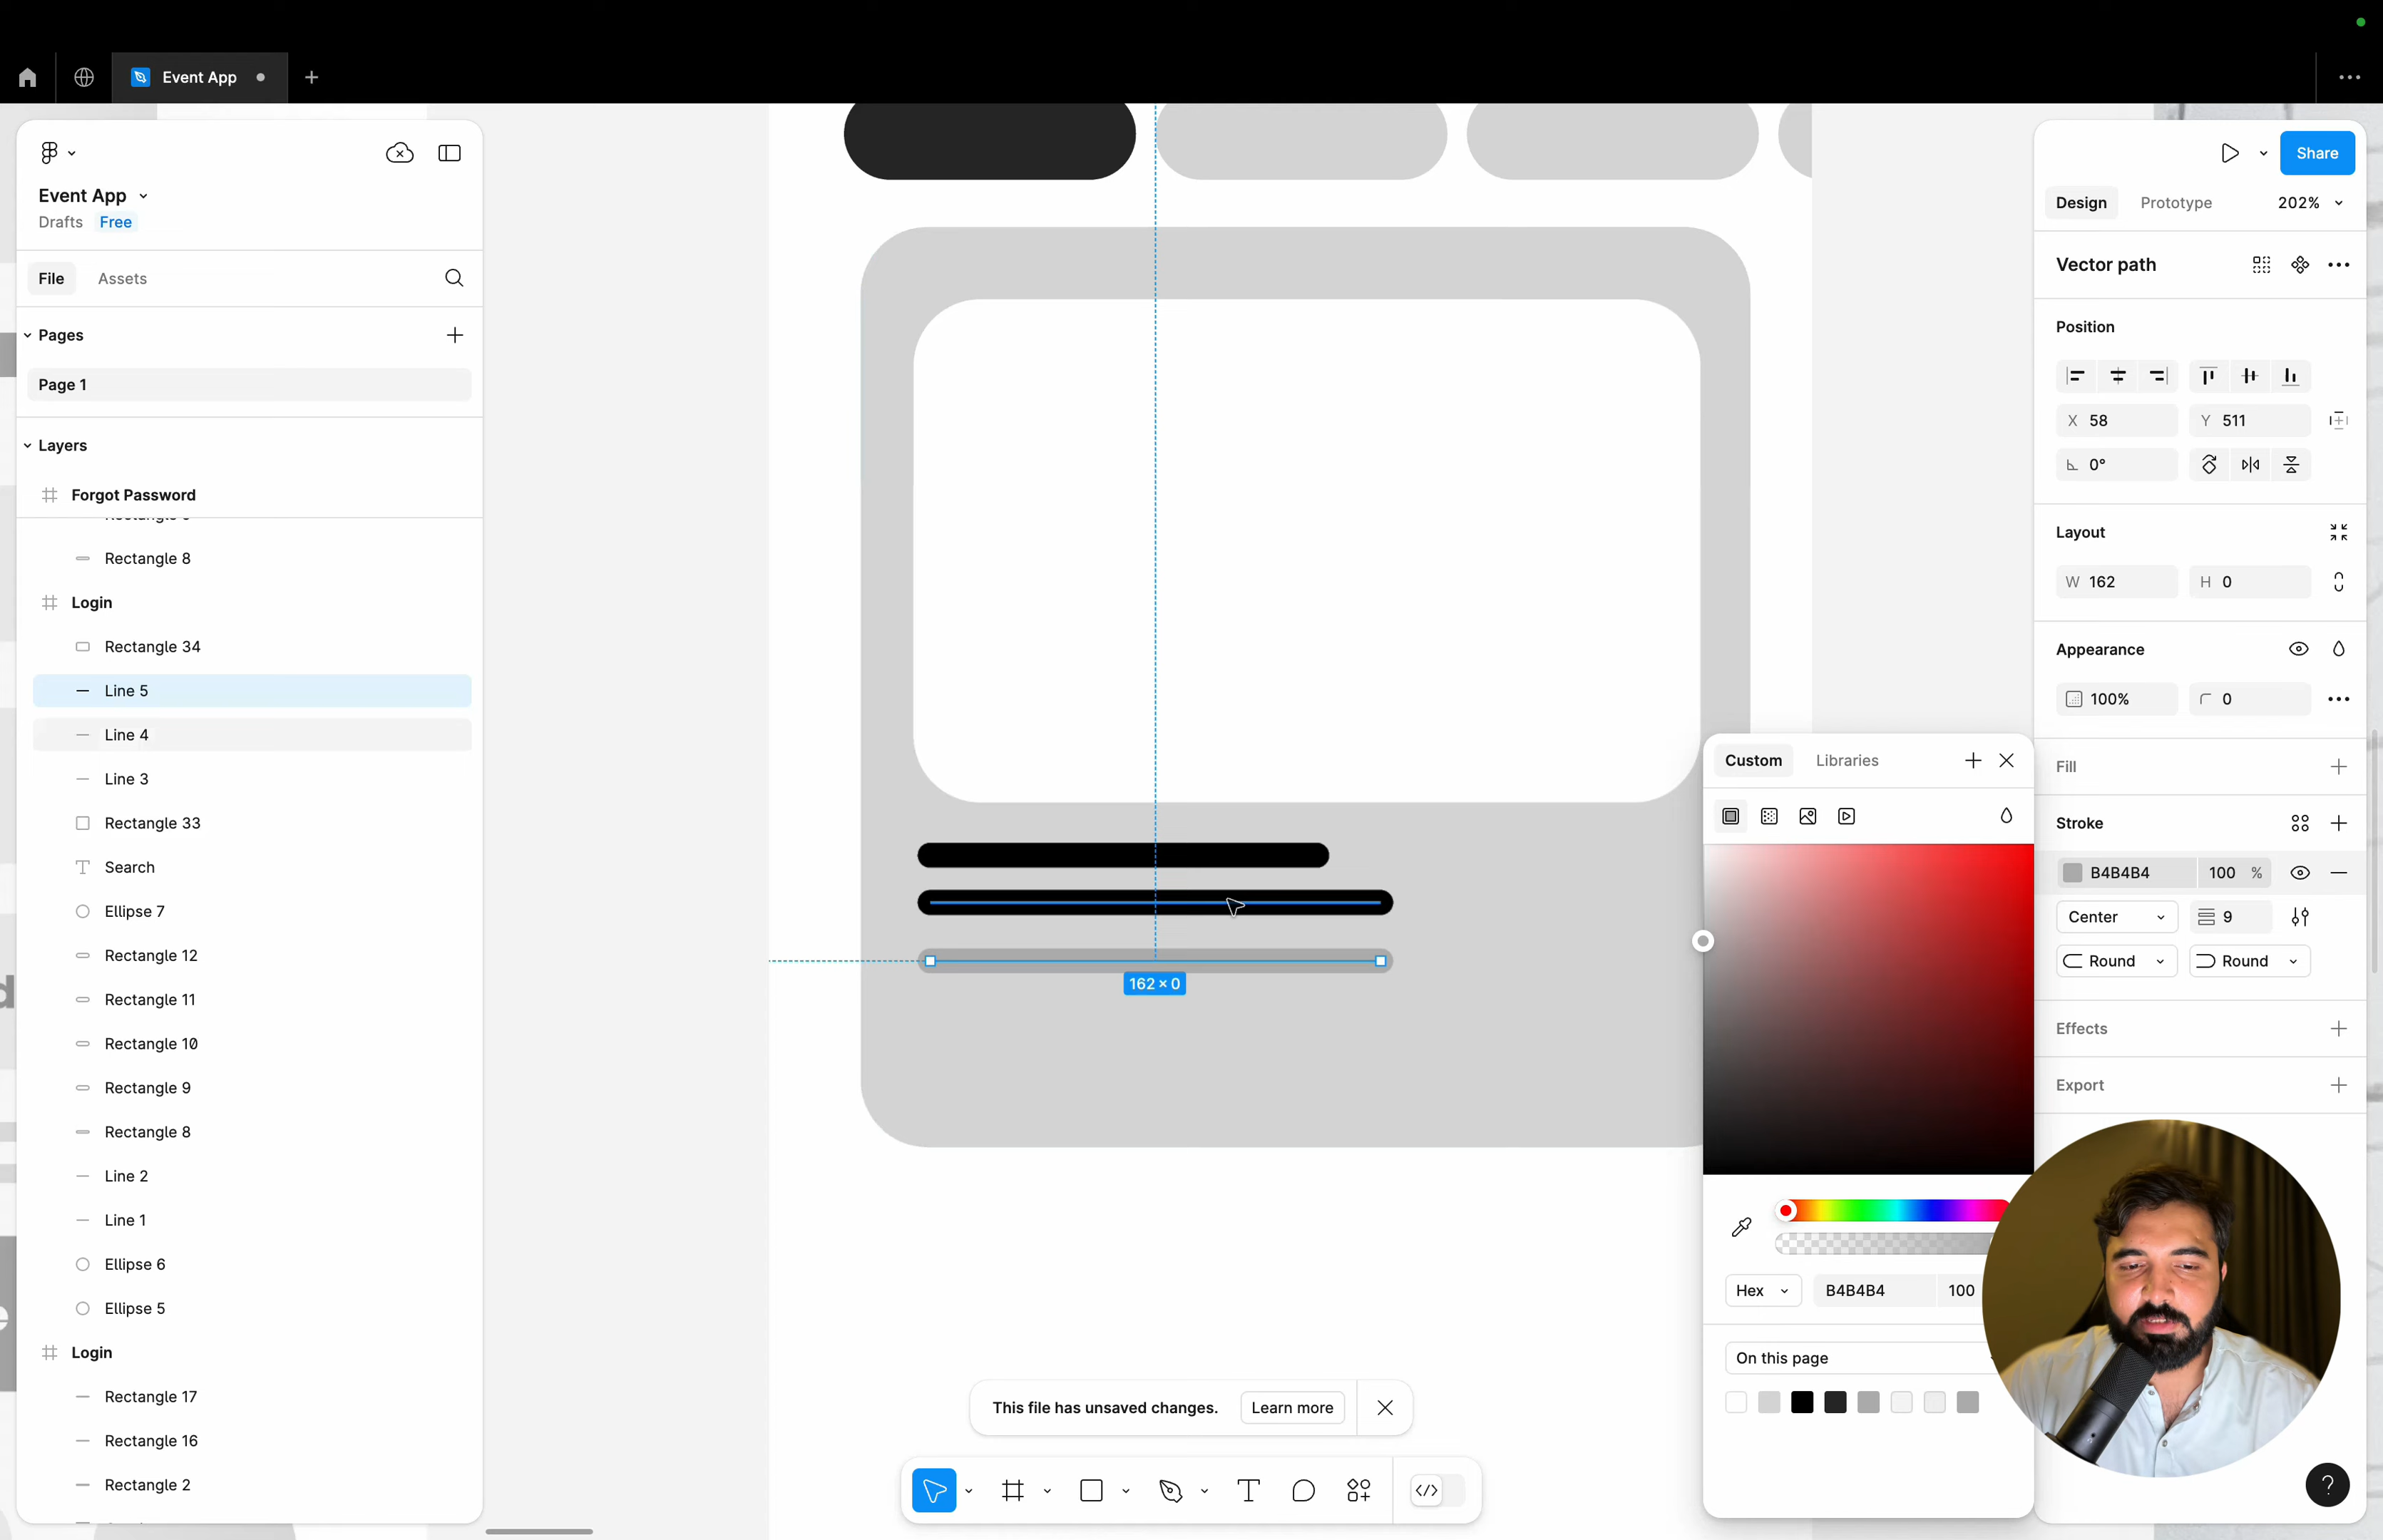 Event App
Event App
Drafts Free
File Assets
Pages
Page 1
Layers
Forgot Password
Rectangle 8
Login
Rectangle 34
Line 5
Line 4
Line 3
Rectangle 33
Search
Ellipse 7
Rectangle 12
Rectangle 11
Rectangle 10
Rectangle 9
Rectangle 8
Line 2
Line 1
Ellipse 6
Ellipse 5
Login
Rectangle 17
Rectangle 16
Rectangle 2
162 × 0
This file has unsaved changes. Learn more
Custom Libraries
Hex B4B4B4 100
On this page
Share
Design Prototype 202%
Vector path
Position
X 58 Y 511
0°
Layout
W 162 H 0
Appearance
100% 0
Fill
Stroke
B4B4B4 100 %
Center 9
Round Round
Effects
Export
?